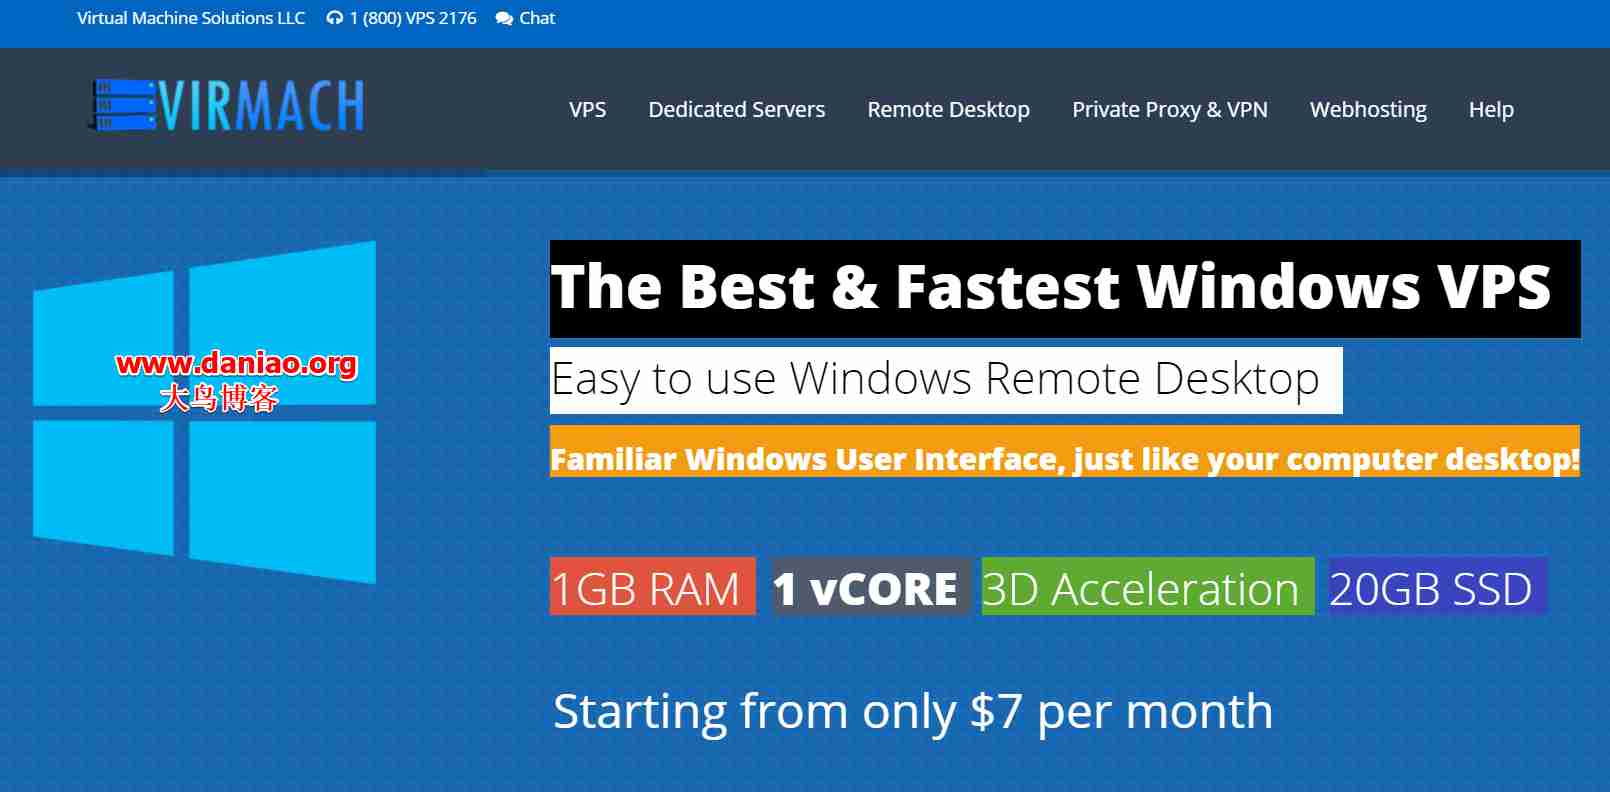 Virtual Machine Solutions LLC 1 (800) VPS 2176 Chat
VIRMACH VPS Dedicated Servers Remote Desktop Private Proxy & VPN Webhosting Help
The Best & Fastest Windows VPS
www.daniao.org
大鸟博客
Easy to use Windows Remote Desktop
Familiar Windows User Interface, just like your computer desktop!
1GB RAM 1 vCORE 3D Acceleration 20GB SSD
Starting from only $7 per month